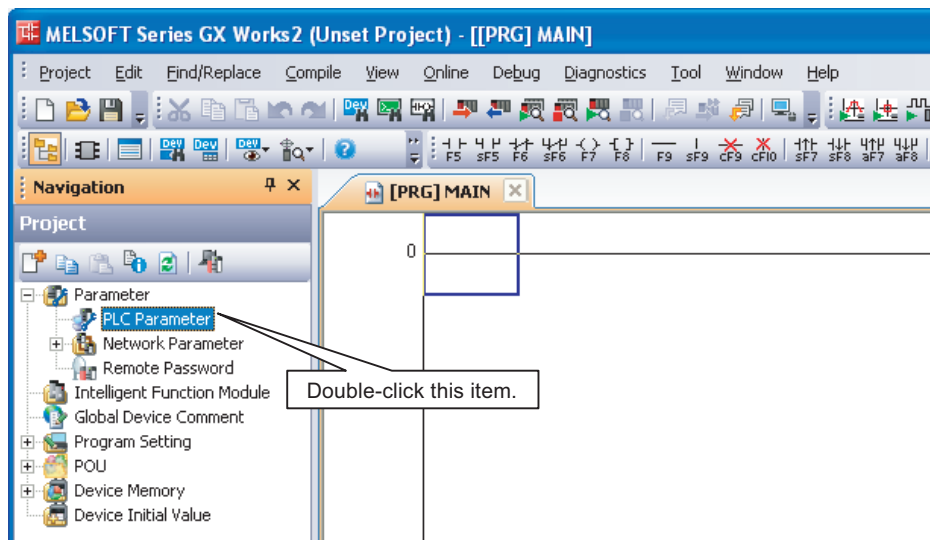 MELSOFT Series GX Works2 (Unset Project) - [[PRG] MAIN]
Project Edit Find/Replace Compile View Online Debug Diagnostics Tool Window Help
F5 sF5 F6 sF6 F7 F8 F9 sF9 cF9 cF10 sF7 sF8 aF7 aF8
Navigation
[PRG] MAIN
Project
0
Parameter
PLC Parameter
Network Parameter
Remote Password
Double-click this item.
Intelligent Function Module
Global Device Comment
Program Setting
POU
Device Memory
Device Initial Value